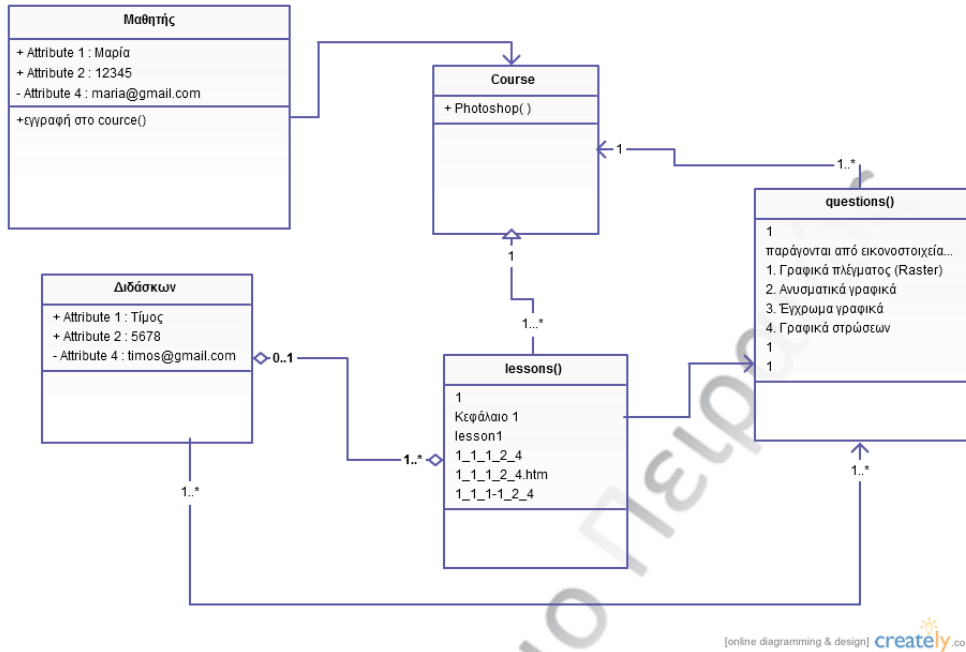 Μαθητής
+ Attribute 1 : Μαρία
+ Attribute 2 : 12345
- Attribute 4 : maria@gmail.com
+εγγραφή στο cource()
Course
+ Photoshop( )
1
1..*
questions()
1
παράγονται από εικονοστοιχεία...
1. Γραφικά πλέγματος (Raster)
2. Ανυσματικά γραφικά
3. Έγχρωμα γραφικά
4. Γραφικά στρώσεων
1
1
1
1...*
Διδάσκων
+ Attribute 1 : Τίμος
+ Attribute 2 : 5678
- Attribute 4 : timos@gmail.com
0..1
1..*
lessons()
1
Κεφάλαιο 1
lesson1
1_1_1_2_4
1_1_1_2_4.htm
1_1_1-1_2_4
1..*
1..*
[online diagramming & design] creately.co